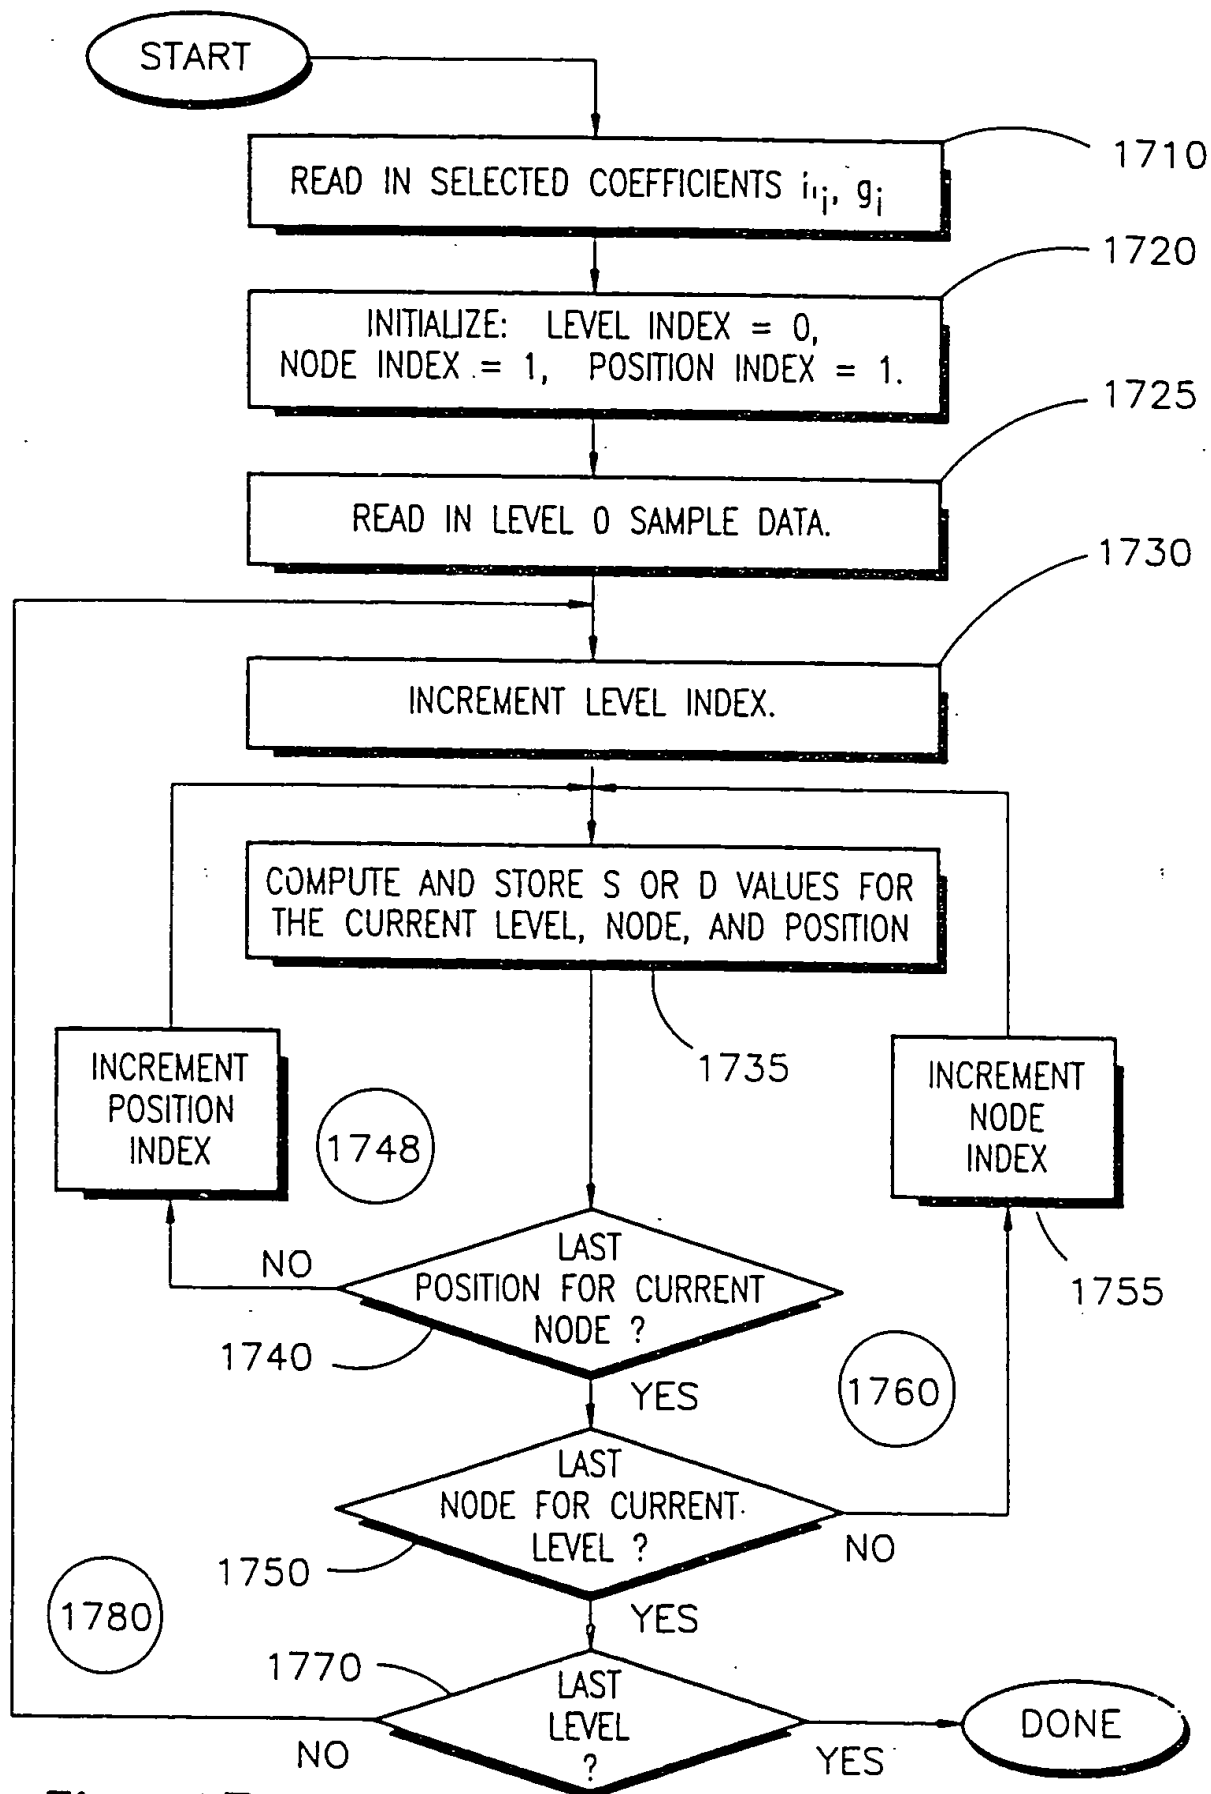 START
1710
READ IN SELECTED COEFFICIENTS
1720
INITIALIZE: LEVEL INDEX = 0,
NODE INDEX = 1, POSITION INDEX = 1.
1725
READ IN LEVEL 0 SAMPLE DATA.
1730
INCREMENT LEVEL INDEX.
COMPUTE AND STORE S OR D VALUES FOR
THE CURRENT LEVEL, NODE, AND POSITION
1735
INCREMENT
POSITION
INDEX
1748
INCREMENT
NODE
INDEX
1755
NO
LAST
POSITION FOR CURRENT
NODE ?
1740
YES
1760
LAST
NODE FOR CURRENT
LEVEL ?
1750
NO
YES
1780
1770
LAST
LEVEL
?
NO
YES
DONE